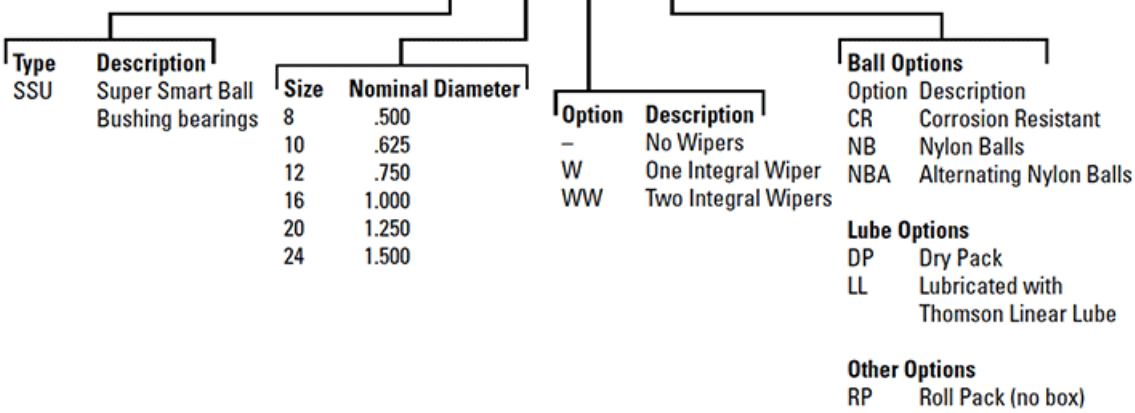 Type Description
SSU Super Smart Ball
Bushing bearings
Size Nominal Diameter
8 .500
10 .625
12 .750
16 1.000
20 1.250
24 1.500
Option Description
– No Wipers
W One Integral Wiper
WW Two Integral Wipers
Ball Options
Option Description
CR Corrosion Resistant
NB Nylon Balls
NBA Alternating Nylon Balls
Lube Options
DP Dry Pack
LL Lubricated with
Thomson Linear Lube
Other Options
RP Roll Pack (no box)